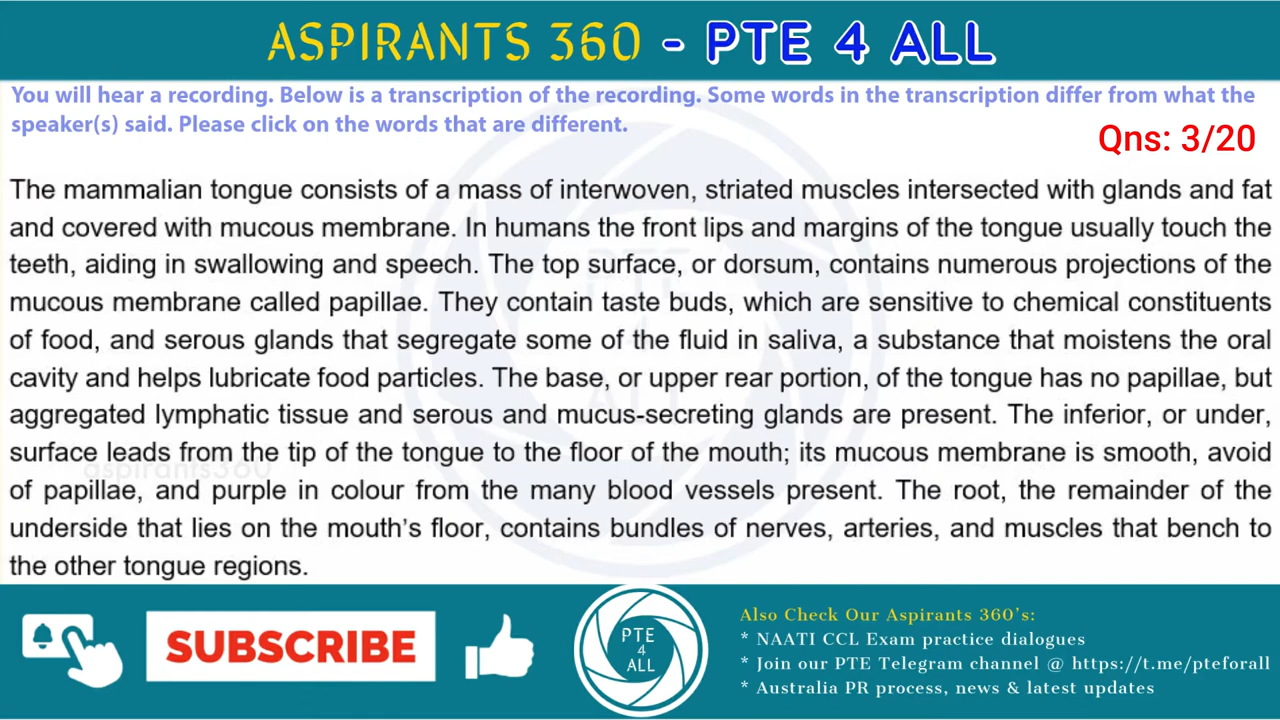 ASPIRANTS 360 - PTE 4 ALL
You will hear a recording. Below is a transcription of the recording. Some words in the transcription differ from what the
speaker(s) said. Please click on the words that are different.
Qns: 3/20
The mammalian tongue consists of a mass of interwoven, striated muscles intersected with glands and fat
and covered with mucous membrane. In humans the front lips and margins of the tongue usually touch the
teeth, aiding in swallowing and speech. The top surface, or dorsum, contains numerous projections of the
mucous membrane called papillae. They contain taste buds, which are sensitive to chemical constituents
of food, and serous glands that segregate some of the fluid in saliva, a substance that moistens the oral
cavity and helps lubricate food particles. The base, or upper rear portion, of the tongue has no papillae, but
aggregated lymphatic tissue and serous and mucus-secreting glands are present. The inferior, or under,
surface leads from the tip of the tongue to the floor of the mouth; its mucous membrane is smooth, avoid
of papillae, and purple in colour from the many blood vessels present. The root, the remainder of the
underside that lies on the mouth's floor, contains bundles of nerves, arteries, and muscles that bench to
the other tongue regions.
aspirants360
SUBSCRIBE
PTE
4
ALL
Also Check Our Aspirants 360's:
* NAATI CCL Exam practice dialogues
* Join our PTE Telegram channel @ https://t.me/pteforall
* Australia PR process, news & latest updates